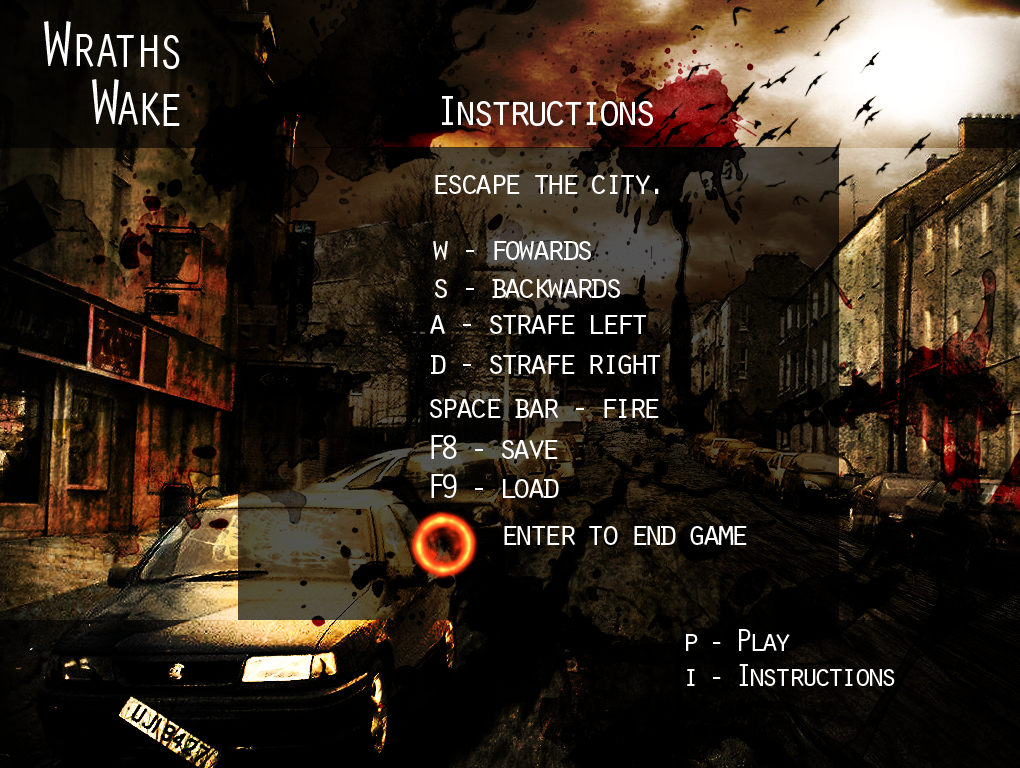 Wraths
Wake
Instructions
ESCAPE THE CITY.
W - FOWARDS
S - BACKWARDS
A - STRAFE LEFT
D - STRAFE RIGHT
SPACE BAR - FIRE
F8 - SAVE
F9 - LOAD
ENTER TO END GAME
P - Play
I - Instructions